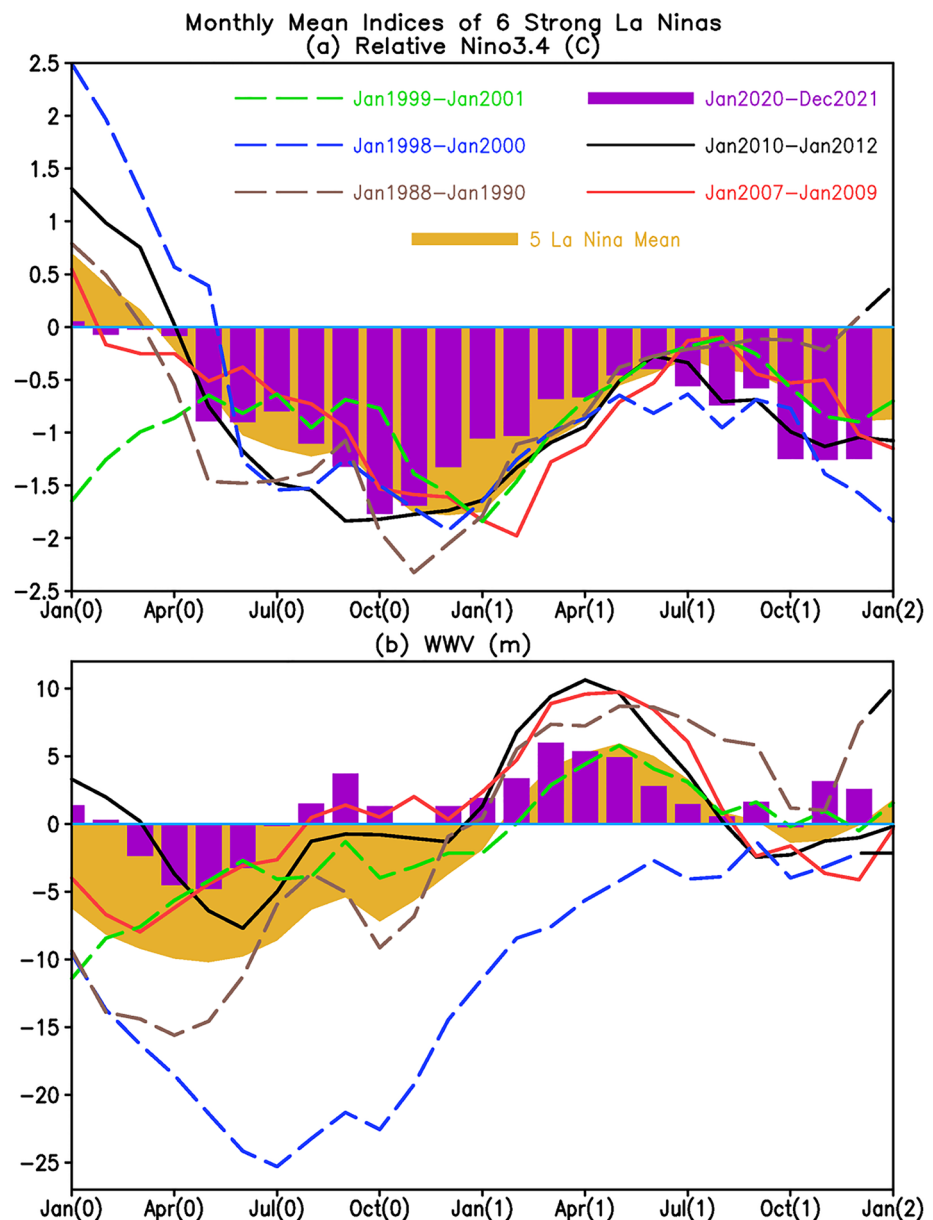 Monthly Mean Indices of 6 Strong La Ninas
(a) Relative Nino3.4 (C)
2.5
2
1.5
1
0.5
0
-0.5
-1
-1.5
-2
-2.5
Jan1999-Jan2001
Jan2020-Dec2021
Jan1998-Jan2000
Jan2010-Jan2012
Jan1988-Jan1990
Jan2007-Jan2009
5 La Nina Mean
Jan(0) Apr(0) Jul(0) Oct(0) Jan(1) Apr(1) Jul(1) Oct(1) Jan(2)
(b) WWV (m)
10
5
0
-5
-10
-15
-20
-25
Jan(0) Apr(0) Jul(0) Oct(0) Jan(1) Apr(1) Jul(1) Oct(1) Jan(2)